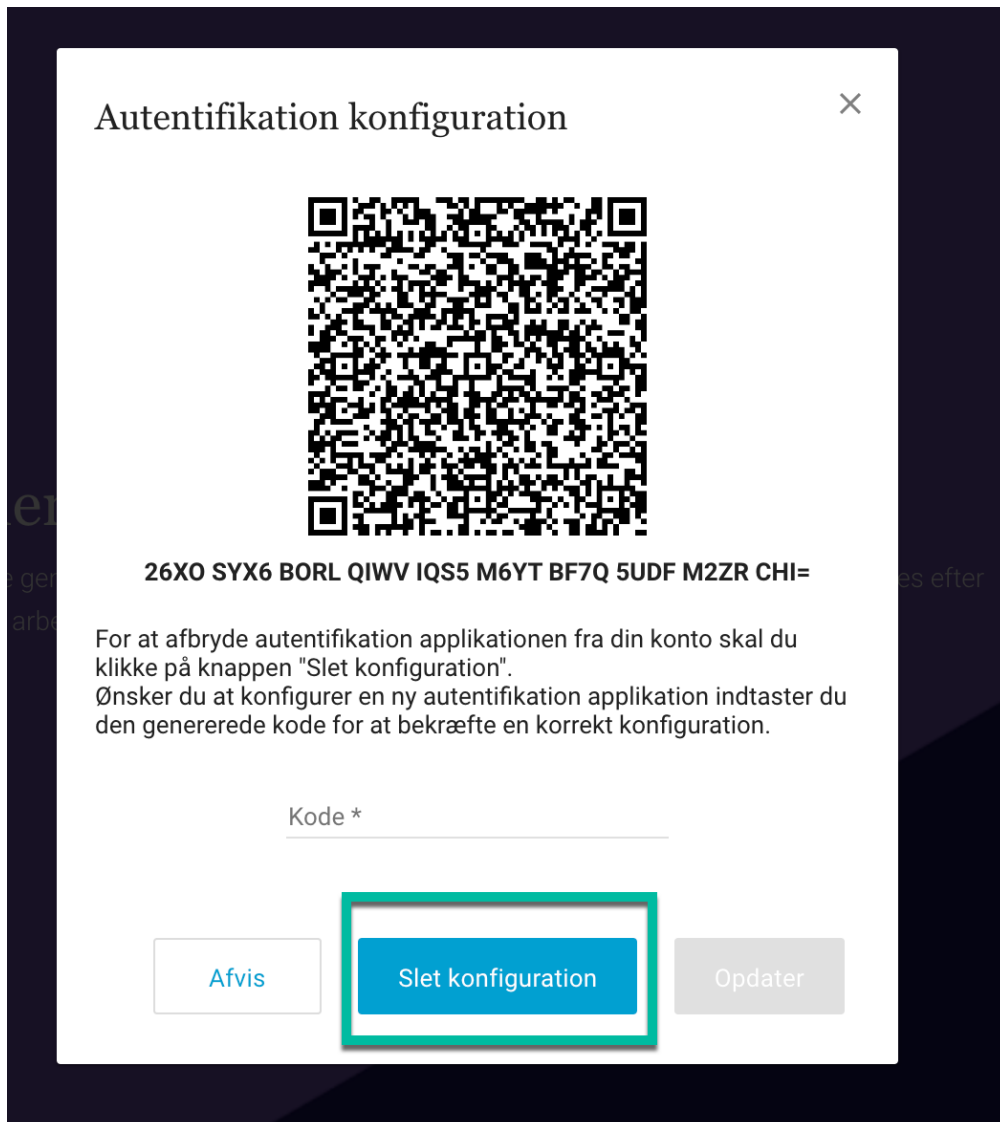 Autentifikation konfiguration
26XO SYX6 BORL QIWV IQS5 M6YT BF7Q 5UDF M2ZR CHI=
es efter
For at afbryde autentifikation applikationen fra din konto skal du
klikke på knappen "Slet konfiguration".
Ønsker du at konfigurer en ny autentifikation applikation indtaster du
den genererede kode for at bekræfte en korrekt konfiguration.
Kode *
Afvis
Slet konfiguration
Opdater